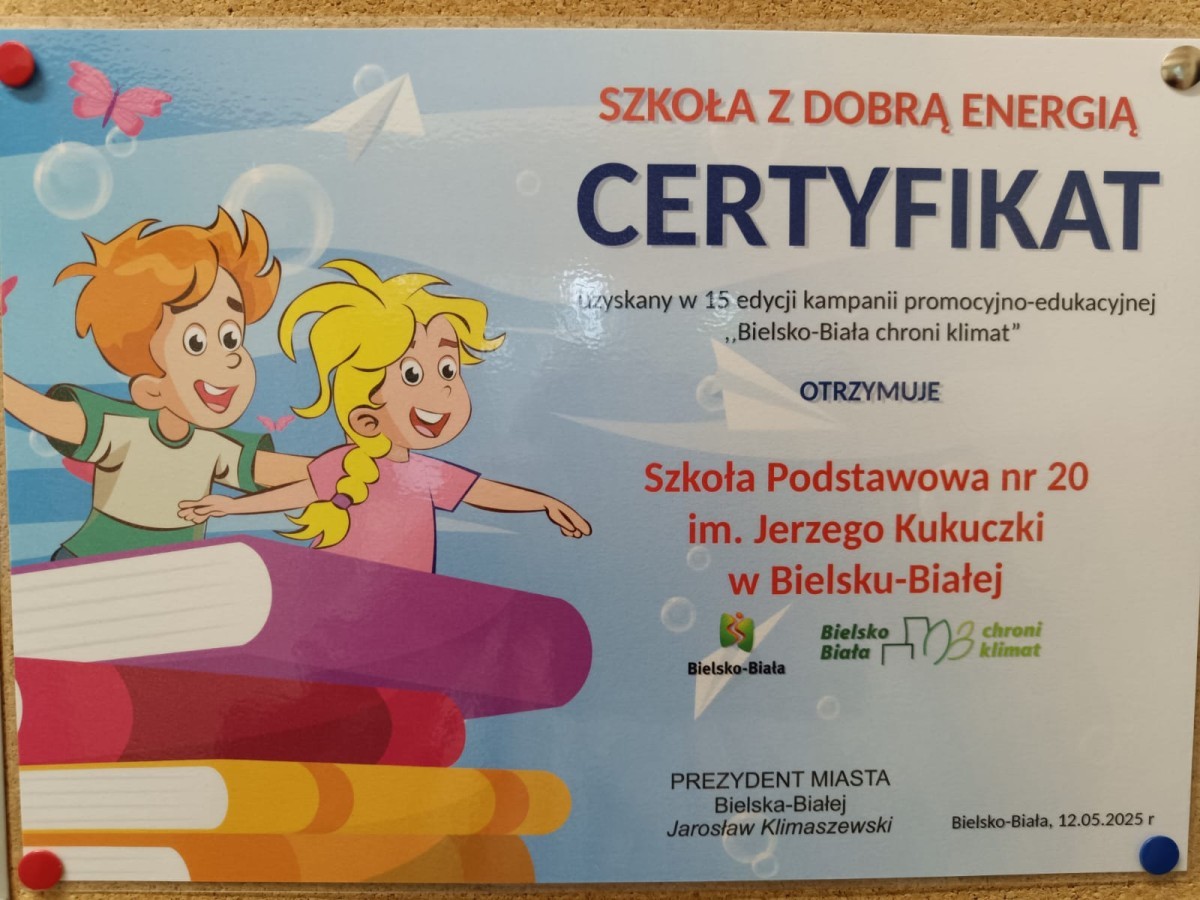 SZKOŁA Z DOBRĄ ENERGIĄ
CERTYFIKAT
uzyskany w 15 edycji kampanii promocyjno-edukacyjnej
,,Bielsko-Biała chroni klimat”
OTRZYMUJE
Szkoła Podstawowa nr 20
im. Jerzego Kukuczki
w Bielsku-Białej
Bielsko-Biała
Bielsko chroni
Biała klimat
PREZYDENT MIASTA
Bielska-Białej
Jarosław Klimaszewski
Bielsko-Biała, 12.05.2025 r